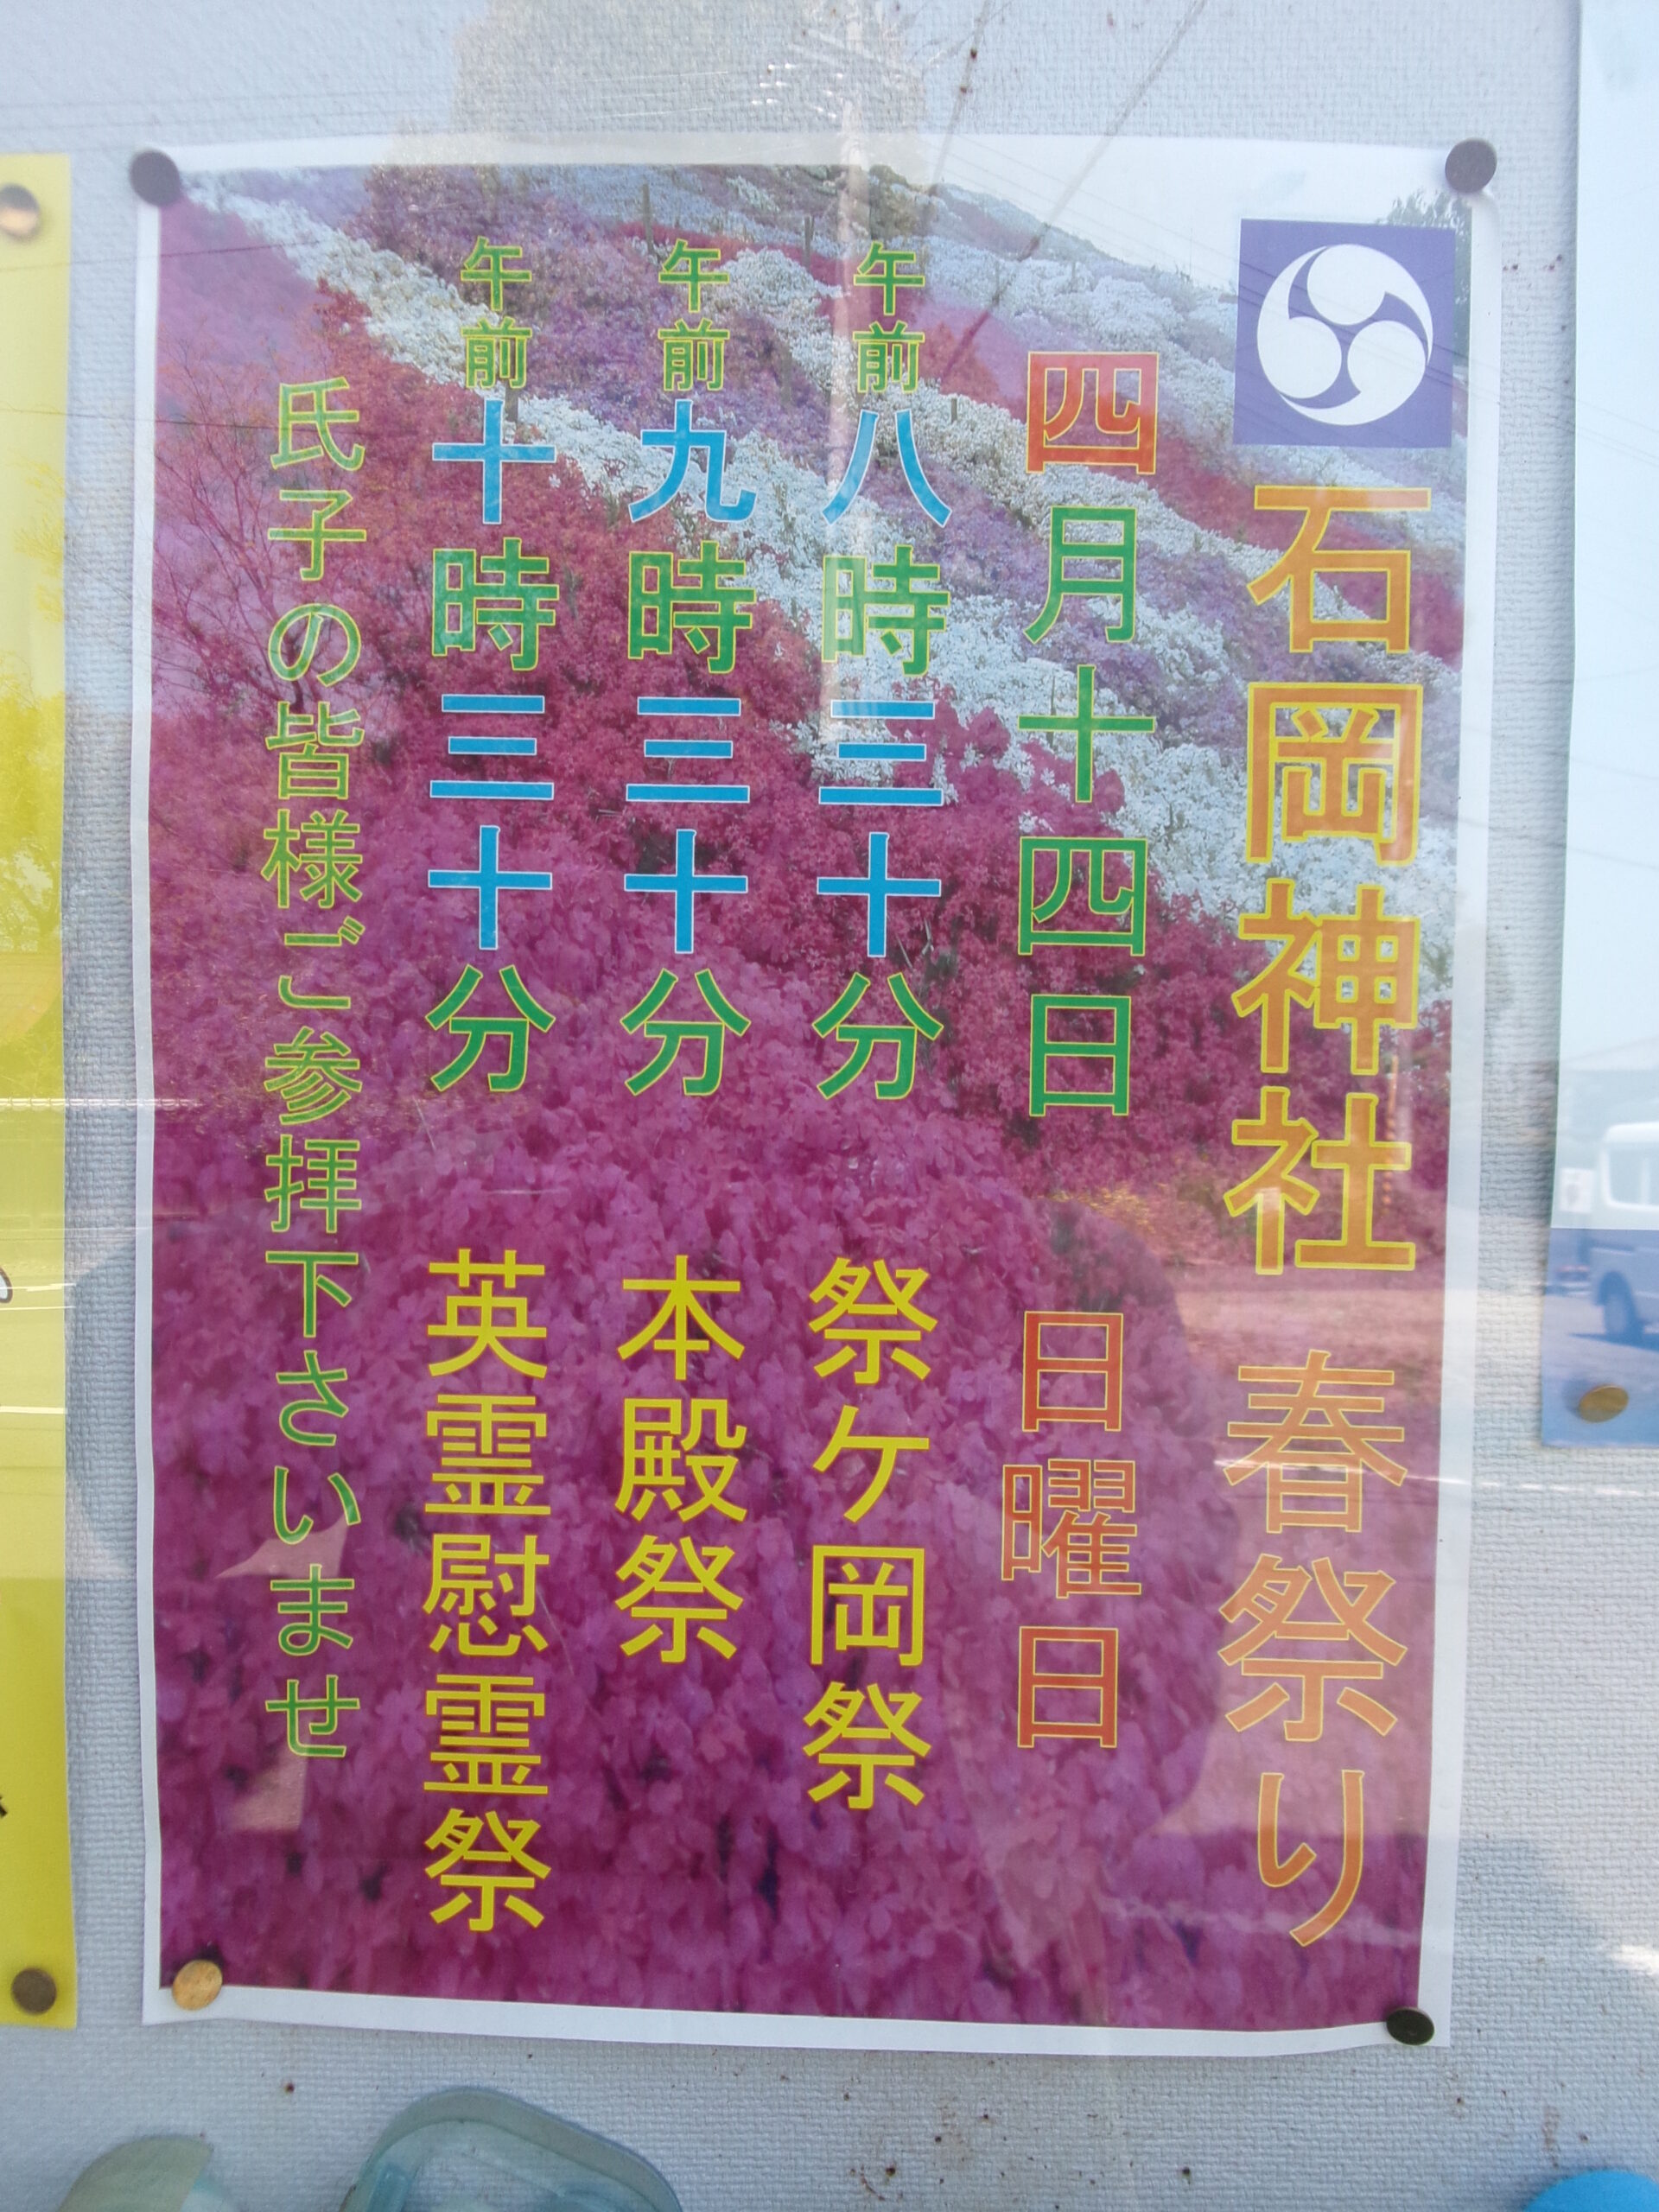 石岡神社 春祭り
四月十四日 日曜日
午前八時三十分 祭ケ岡祭
午前九時三十分 本殿祭
午前十時三十分 英霊慰霊祭
氏子の皆様ご参拝下さいませ